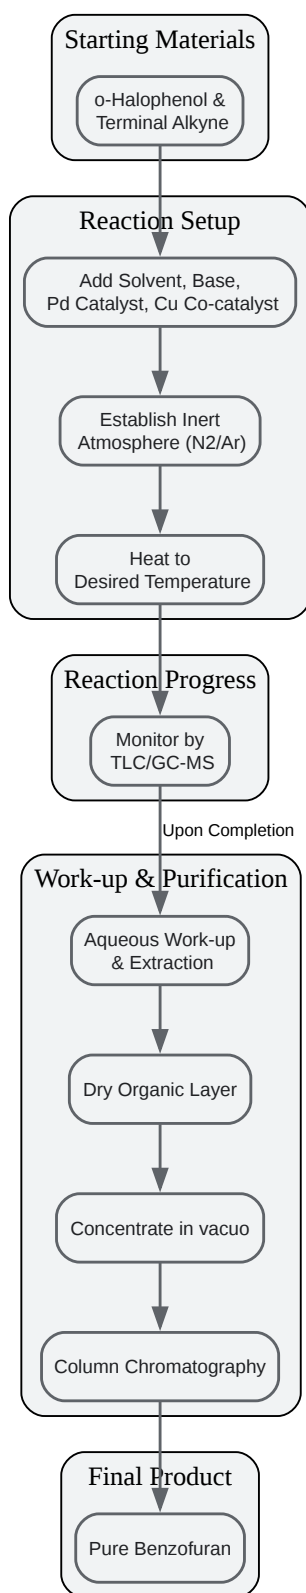 Starting Materials
o-Halophenol &
Terminal Alkyne
Reaction Setup
Add Solvent, Base,
Pd Catalyst, Cu Co-catalyst
Establish Inert
Atmosphere (N2/Ar)
Heat to
Desired Temperature
Reaction Progress
Monitor by
TLC/GC-MS
Upon Completion
Work-up & Purification
Aqueous Work-up
& Extraction
Dry Organic Layer
Concentrate in vacuo
Column Chromatography
Final Product
Pure Benzofuran